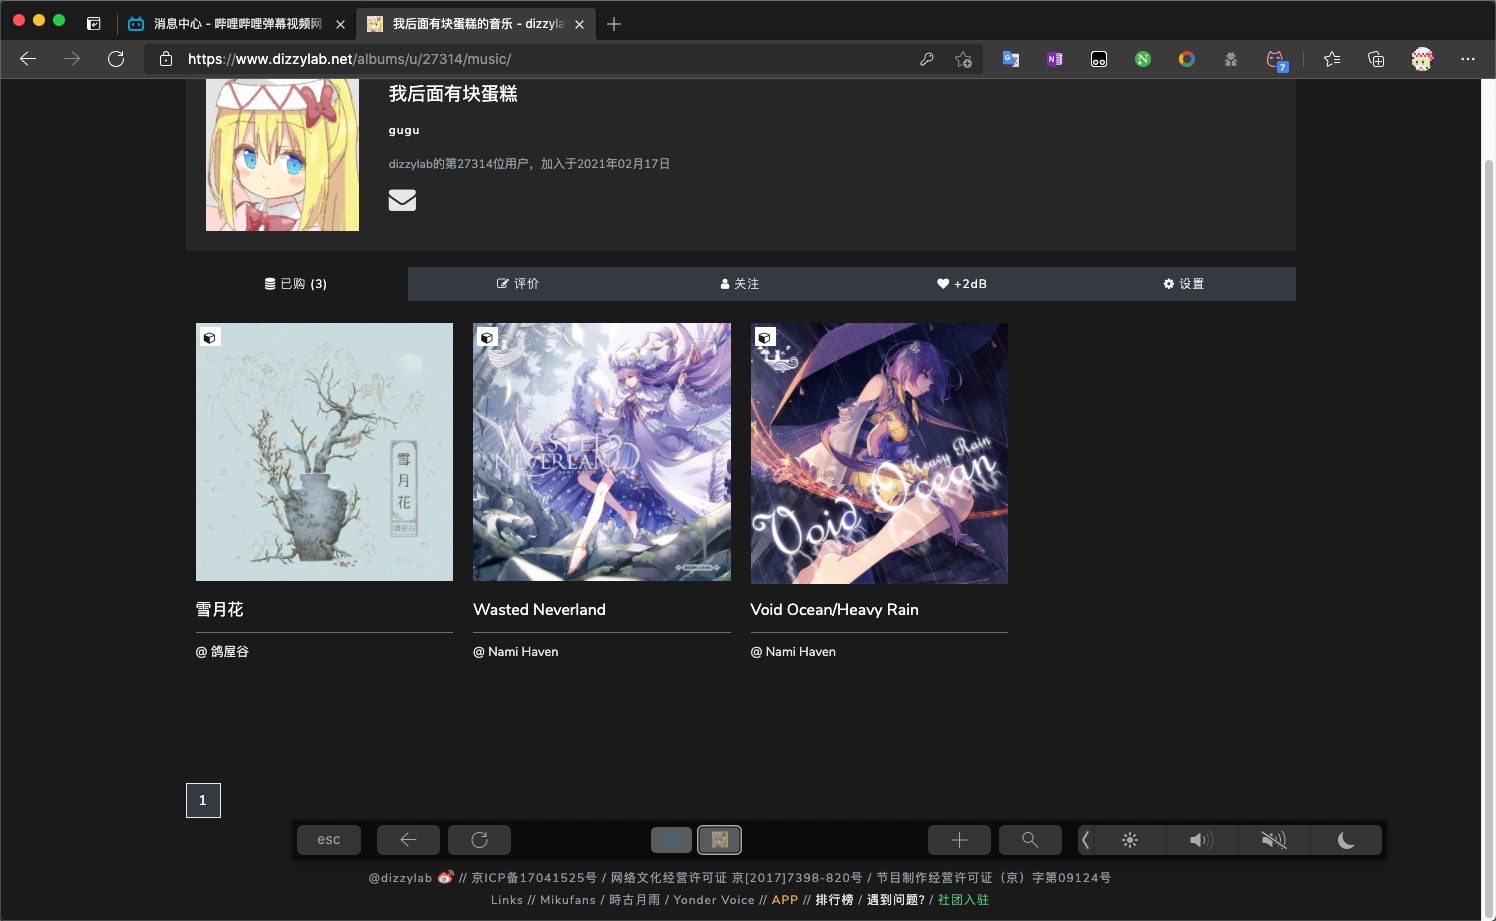 消息中心 - 哔哩哔哩弹幕视频网
我后面有块蛋糕的音乐 - dizzyla
https://www.dizzylab.net/albums/u/27314/music/
7
我后面有块蛋糕
gugu
dizzylab的第27314位用户，加入于2021年02月17日
已购 (3)
评价
关注
+2dB
设置
雪月花
鸽屋谷
WASTED NEVERLAND
NAMI HAVEN
Heavy Rain
Void Ocean
雪月花
Wasted Neverland
Void Ocean/Heavy Rain
@ 鸽屋谷
@ Nami Haven
@ Nami Haven
1
esc
@dizzylab // 京ICP备17041525号 / 网络文化经营许可证 京[2017]7398-820号 / 节目制作经营许可证（京）字第09124号
Links // Mikufans / 時古月雨 / Yonder Voice // APP // 排行榜 / 遇到问题? / 社团入驻